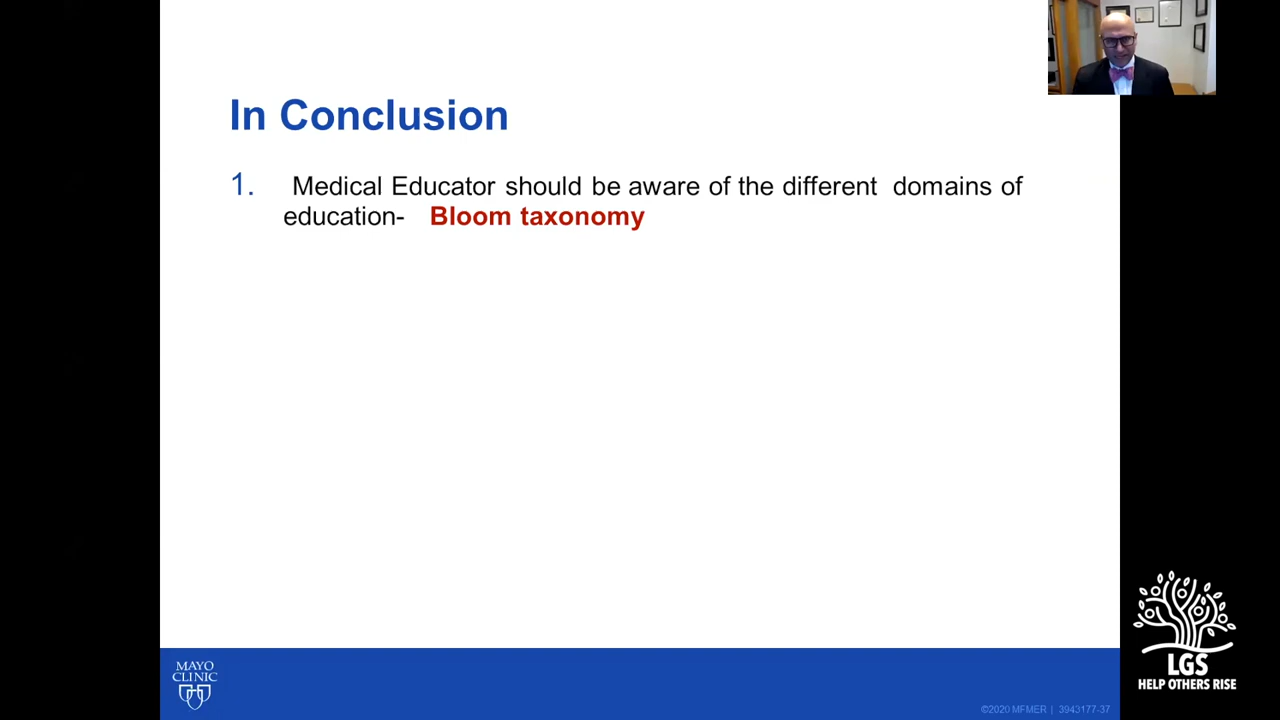 In Conclusion
1. Medical Educator should be aware of the different domains of
education- Bloom taxonomy
MAYO
CLINIC
©2020 MFMER | 3943177-37
LGS
HELP OTHERS RISE